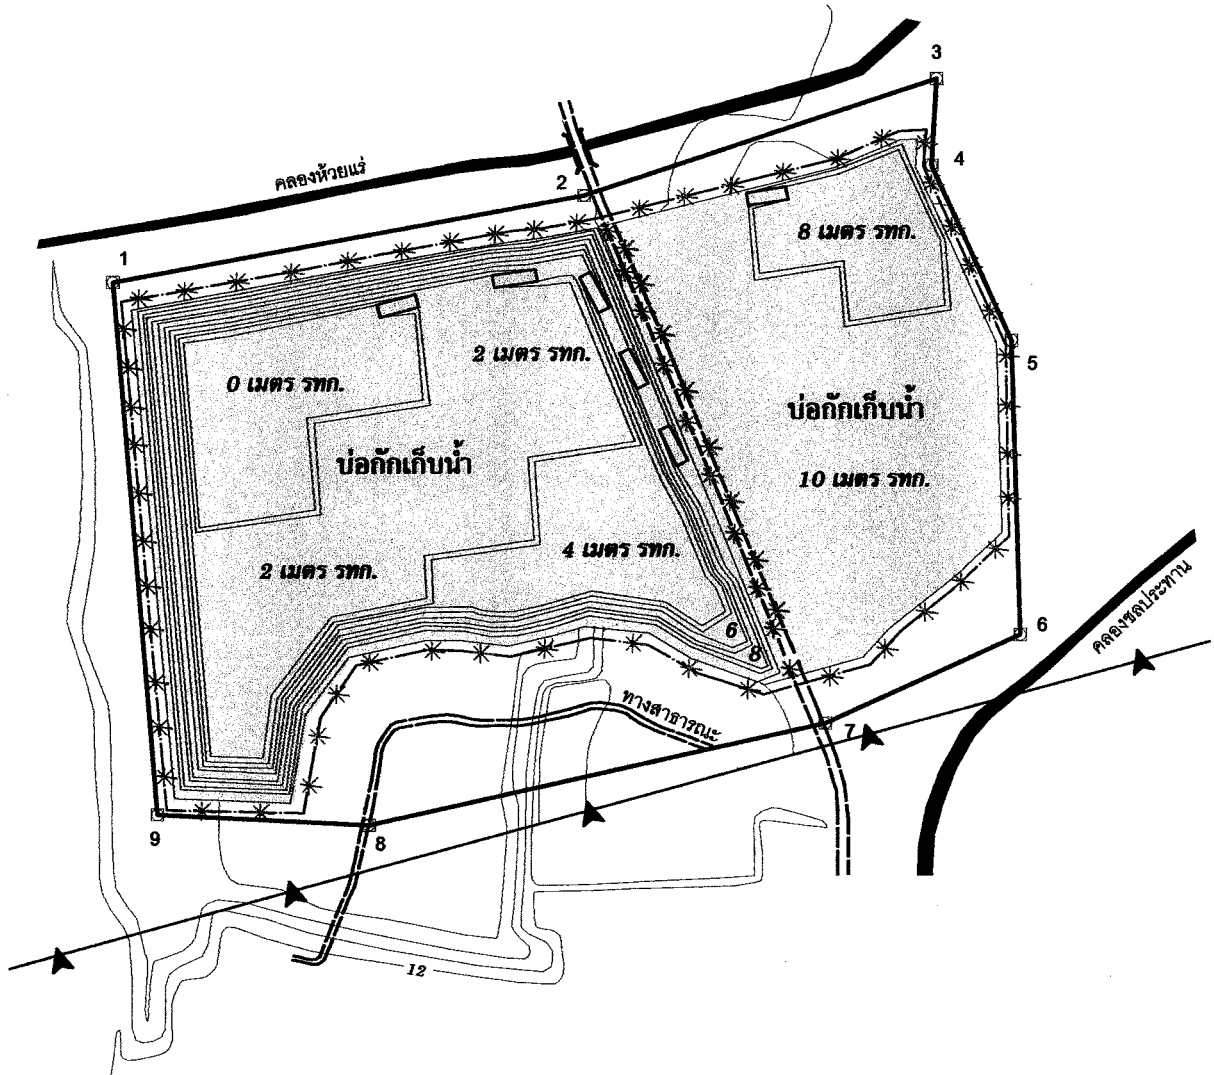 3
คลองห้วยแร่
2
4
1
8 เมตร รทก.
5
2 เมตร รทก.
0 เมตร รทก.
บ่อกักเก็บน้ำ
บ่อกักเก็บน้ำ
10 เมตร รทก.
4 เมตร รทก.
2 เมตร รทก.
คลองชลประทาน
6
6
8
ทางสาธารณะ
7
9
8
12